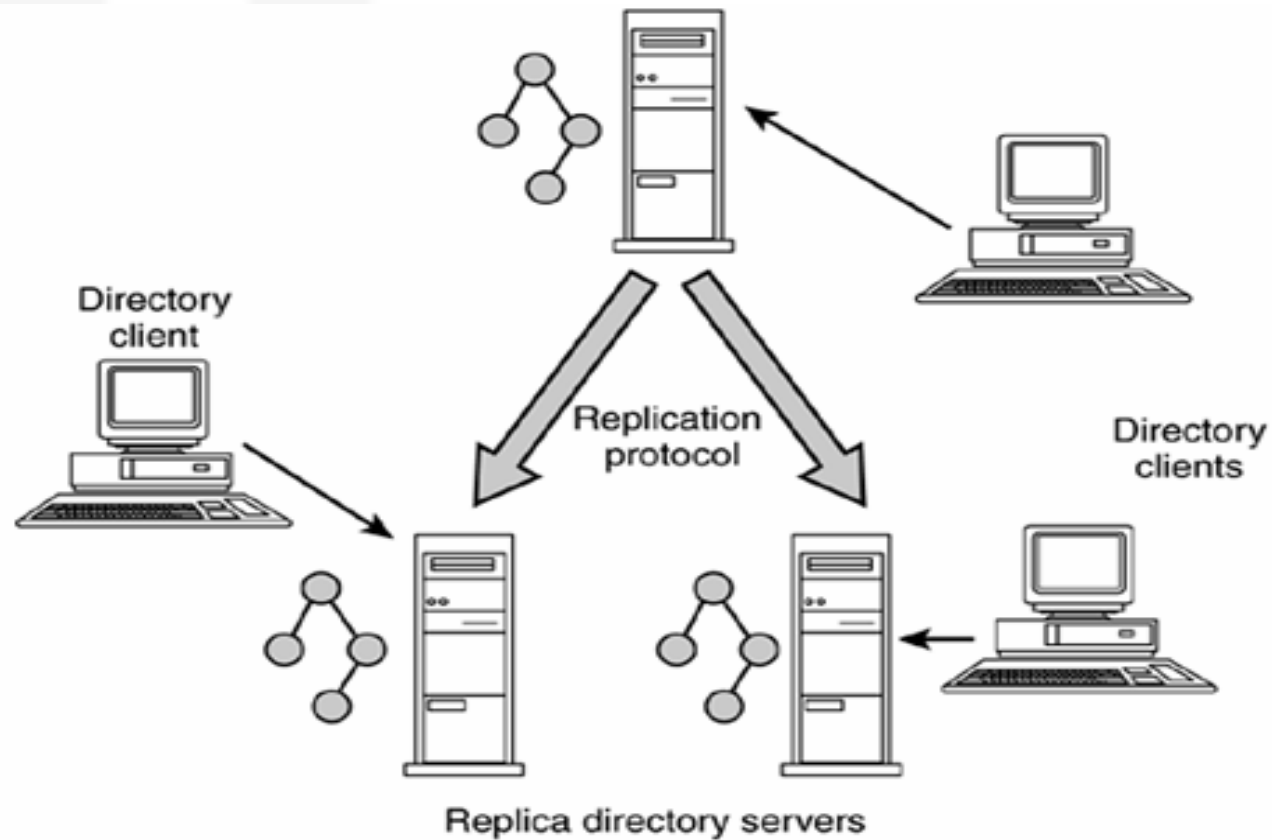 Directory
client
Replication
protocol
Directory
clients
Replica directory servers